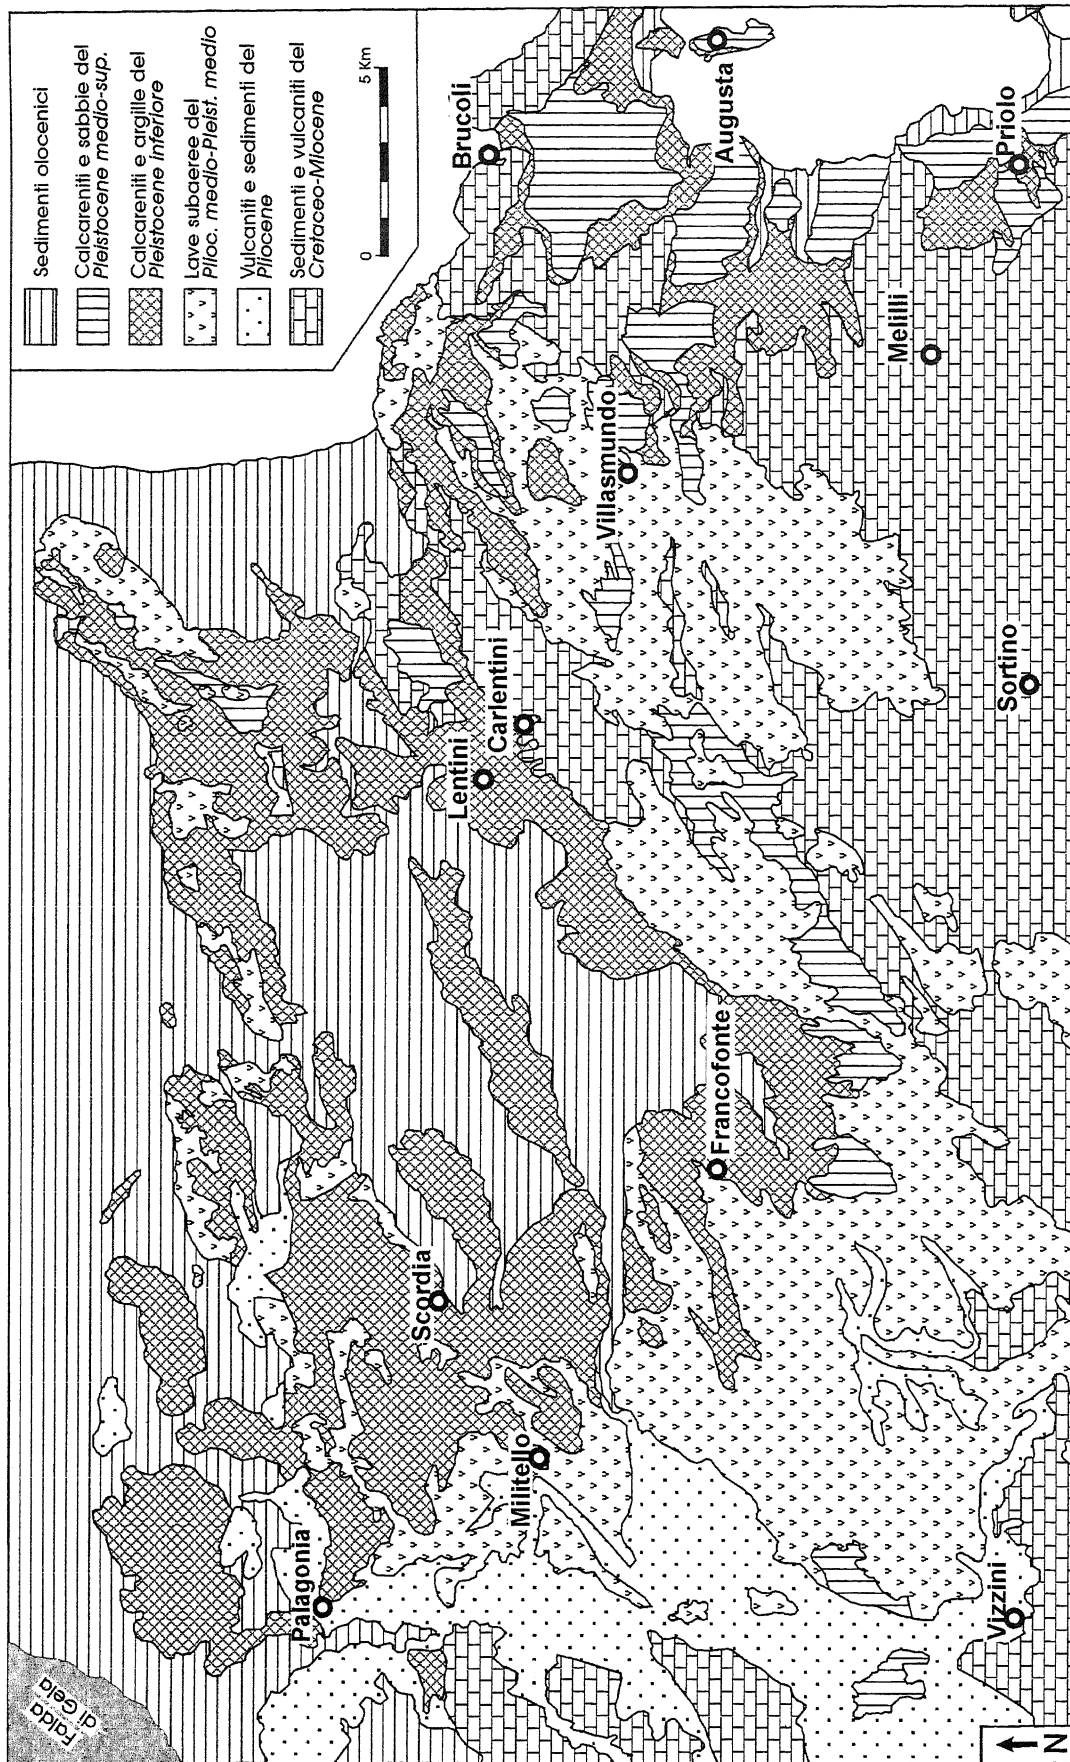 Sedimenti olocenici
Calcareniti e sabbie del
Pleistocene medio-sup.
Calcareniti e argille del
Pleistocene inferiore
Lave subaeree del
Plioc. medio-Pleist. medio
Vulcaniti e sedimenti del
Pliocene
Sedimenti e vulcaniti del
Cretaceo-Miocene
0
5 Km
Falda
di Gela
Palagonia
Scordia
Militello
Lentini
Carlentini
Brucoli
Villasmundo
Augusta
Francofonte
Melilli
Priolo
Sortino
Vizzini
N